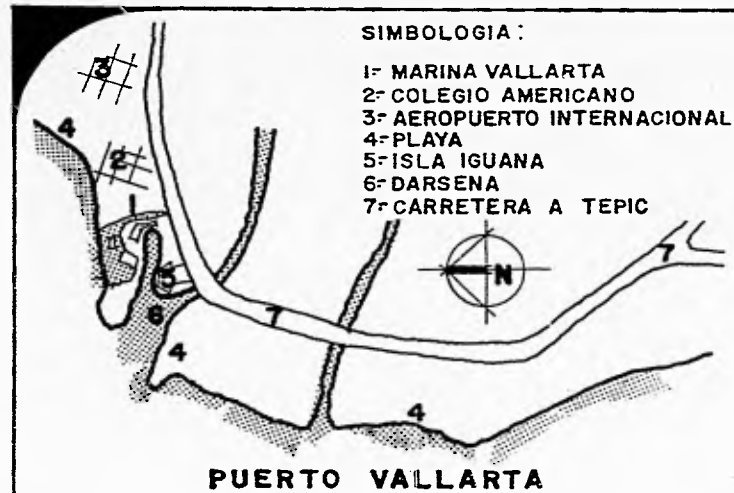 SIMBOLOGIA:
1- MARINA VALLARTA
2- COLEGIO AMERICANO
3- AEROPUERTO INTERNACIONAL
4- PLAYA
5- ISLA IGUANA
6- DARSENA
7- CARRETERA A TEPIC
3
4
2
1
5
6
N
7
7
4
4
PUERTO VALLARTA